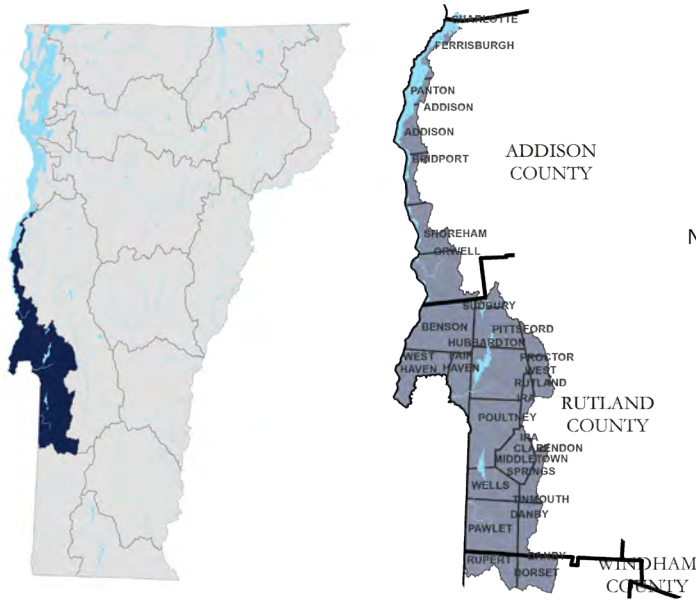 CHARLOTTE
FERRISBURGH
PANTON
ADDISON
ADDISON
BRIDPORT
ADDISON
COUNTY
N
SHOREHAM
ORWELL
SUDBURY
BENSON
PITTSFORD
HUBBARDTON
WEST
HAVEN
FAIR
HAVEN
PROCTOR
WEST
RUTLAND
IRA
RUTLAND
COUNTY
POULTNEY
IRA
CLARENDON
MIDDLETOWN
SPRINGS
WELLS
TINMOUTH
DANBY
PAWLET
DANBY
RUPERT
DORSET
WINDHAM
COUNTY